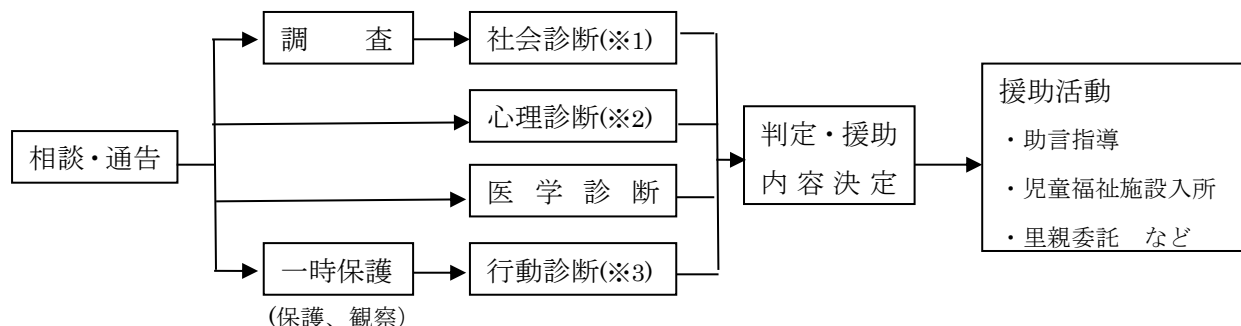 相談・通告
調　査
社会診断(※1)
心理診断(※2)
医 学 診 断
一時保護
(保護、観察)
行動診断(※3)
判定・援助
内 容 決 定
援助活動
・助言指導
・児童福祉施設入所
・里親委託　など